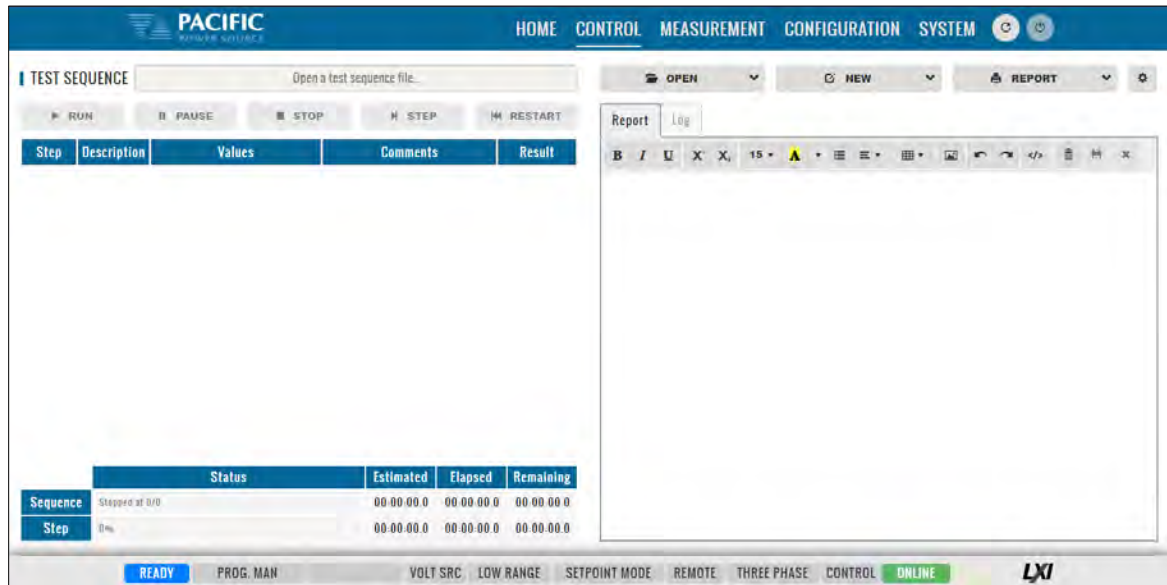 PACIFIC
POWER SOURCE
HOME CONTROL MEASUREMENT CONFIGURATION SYSTEM
TEST SEQUENCE Open a test sequence file... OPEN NEW REPORT
RUN PAUSE STOP STEP RESTART
Report Log
Step Description Values Comments Result
B I U X X, 15 A </>
Status Estimated Elapsed Remaining
Sequence Stopped at 0/0 00:00:00.0 00:00:00.0 00:00:00.0
Step 0% 00:00:00.0 00:00:00.0 00:00:00.0
READY PROG. MAN VOLT SRC LOW RANGE SETPOINT MODE REMOTE THREE PHASE CONTROL ONLINE LXI